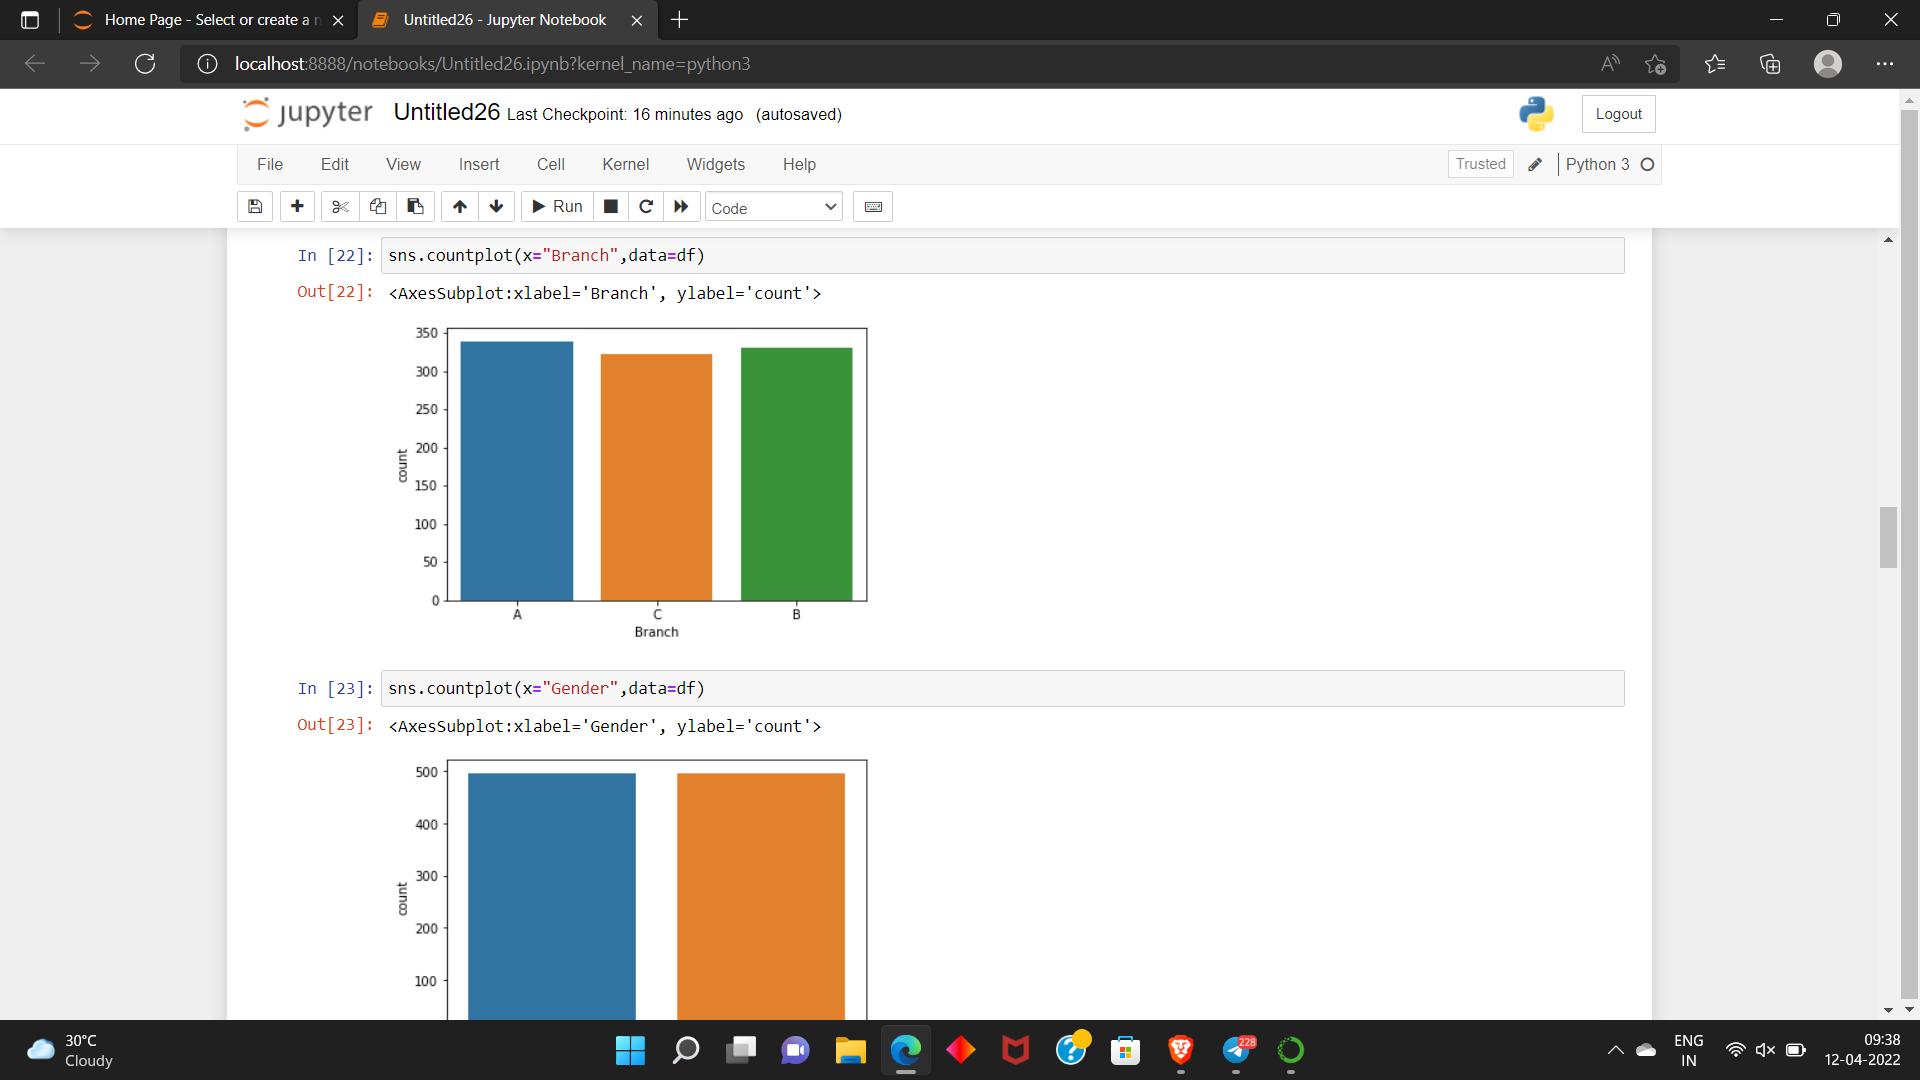 Home Page - Select or create a n
Untitled26 - Jupyter Notebook
localhost:8888/notebooks/Untitled26.ipynb?kernel_name=python3
jupyter Untitled26 Last Checkpoint: 16 minutes ago (autosaved)
Logout
File Edit View Insert Cell Kernel Widgets Help
Trusted Python 3
Run Code
In [22]: sns.countplot(x="Branch",data=df)
Out[22]: <AxesSubplot:xlabel='Branch', ylabel='count'>
350
300
250
200
150
100
50
0
count
A C B
Branch
In [23]: sns.countplot(x="Gender",data=df)
Out[23]: <AxesSubplot:xlabel='Gender', ylabel='count'>
500
400
300
200
100
count
30°C
Cloudy
228
ENG
IN
09:38
12-04-2022